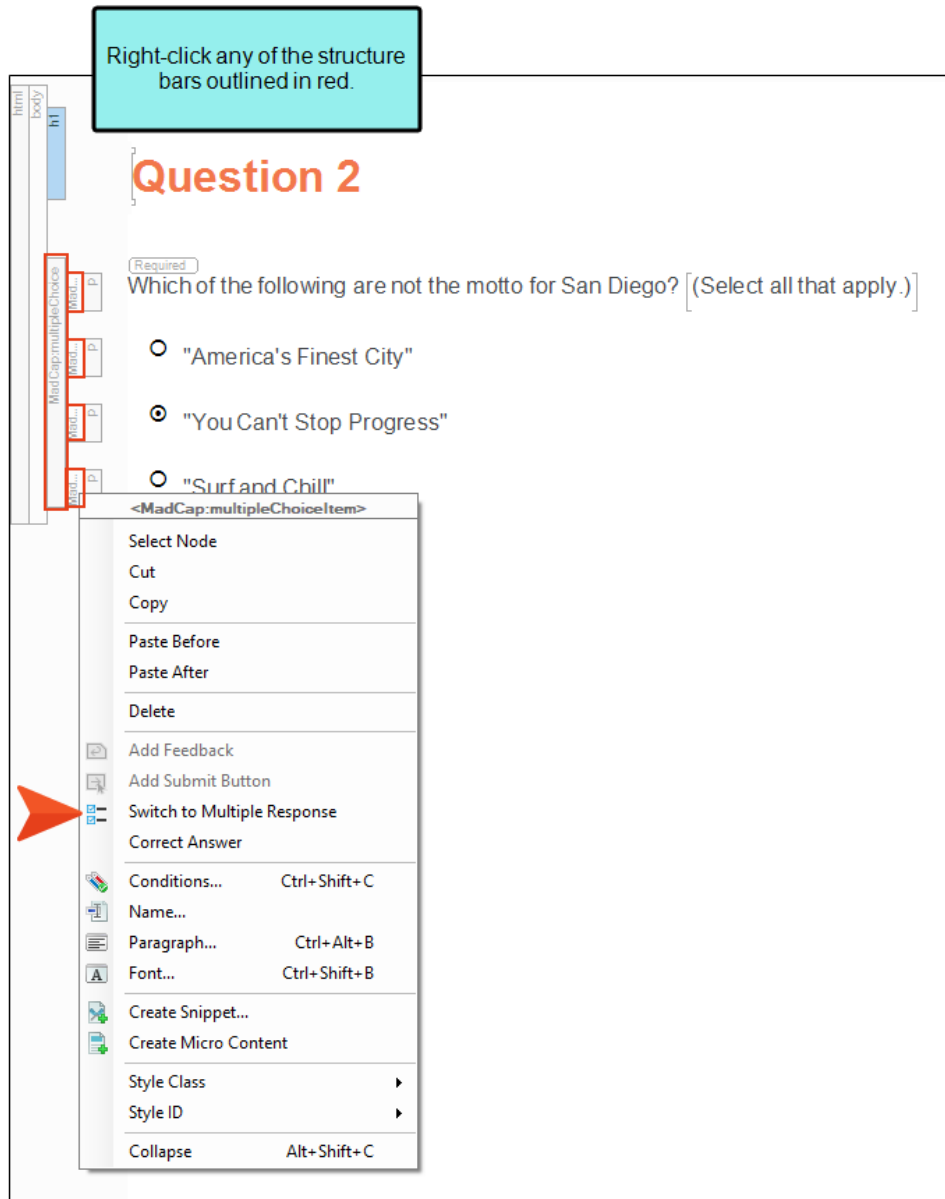 Right-click any of the structure
bars outlined in red.
html
body
h1
Question 2
Required
MadCap:multipleChoice
Mad...
p
Which of the following are not the motto for San Diego? (Select all that apply.)
Mad...
p
"America's Finest City"
Mad...
p
"You Can't Stop Progress"
Mad...
p
"Surf and Chill"
<MadCap:multipleChoiceItem>
Select Node
Cut
Copy
Paste Before
Paste After
Delete
Add Feedback
Add Submit Button
Switch to Multiple Response
Correct Answer
Conditions... Ctrl+Shift+C
Name...
Paragraph... Ctrl+Alt+B
Font... Ctrl+Shift+B
Create Snippet...
Create Micro Content
Style Class
Style ID
Collapse Alt+Shift+C